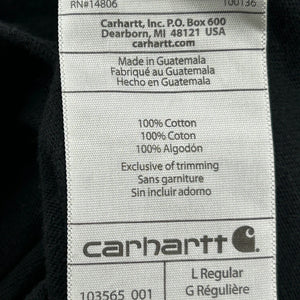 RN#14806 100136
Carhartt, Inc. P.O. Box 600
Dearborn, MI 48121 USA
carhartt.com
Made in Guatemala
Fabriqué au Guatemala
Hecho en Guatemala
100% Cotton
100% Coton
100% Algodón
Exclusive of trimming
Sans garniture
Sin incluir adorno
carhartt
L Regular
103565 001 G Régulière